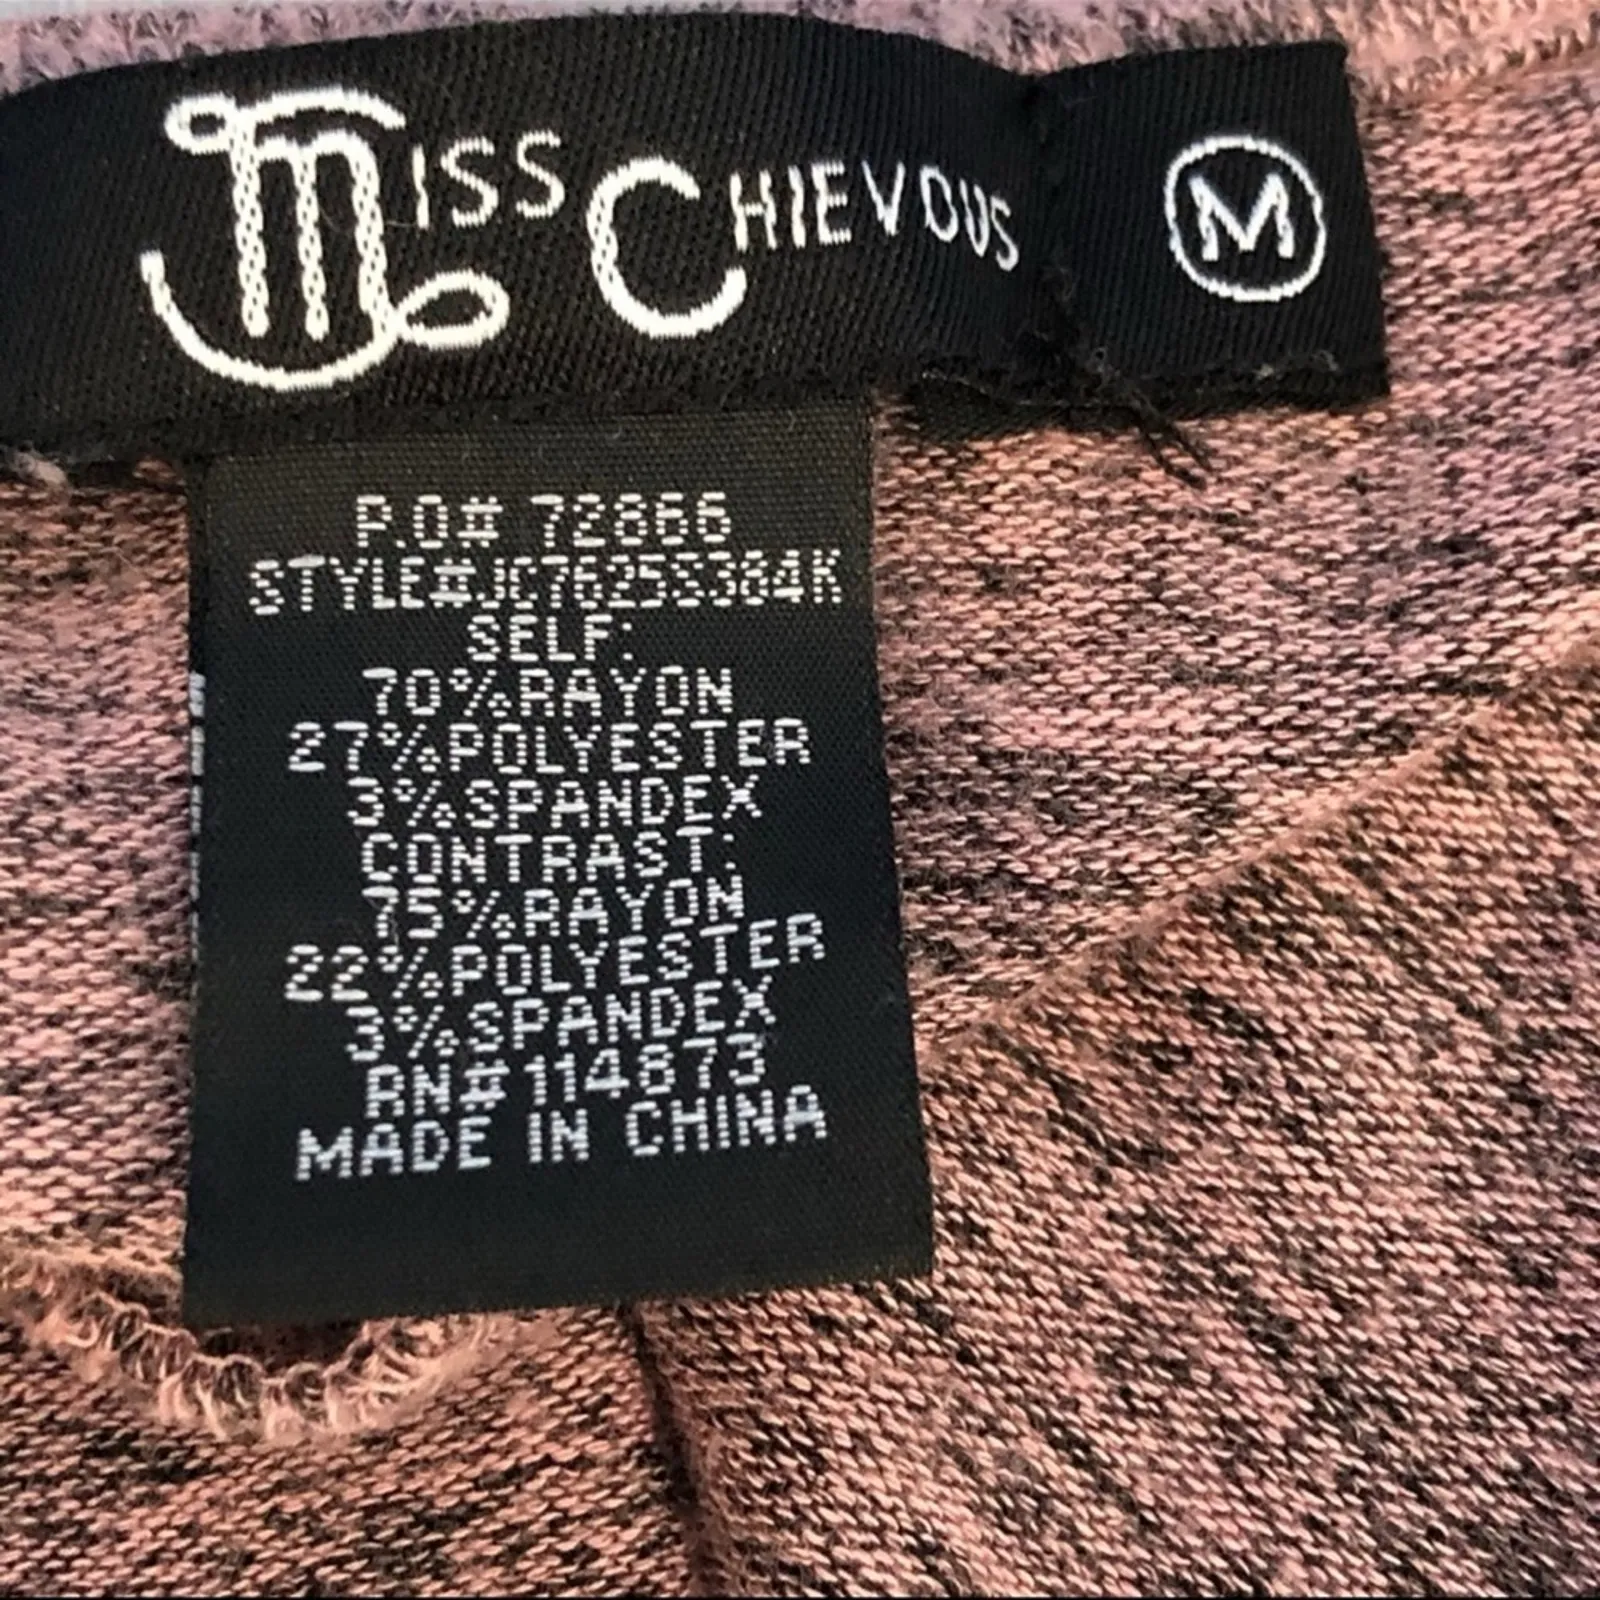 MISS CHIEVOUS M
P.O# 72866
STYLE#JC7625S384K
SELF:
70%RAYON
27%POLYESTER
3%SPANDEX
CONTRAST:
75%RAYON
22%POLYESTER
3%SPANDEX
RN#114873
MADE IN CHINA